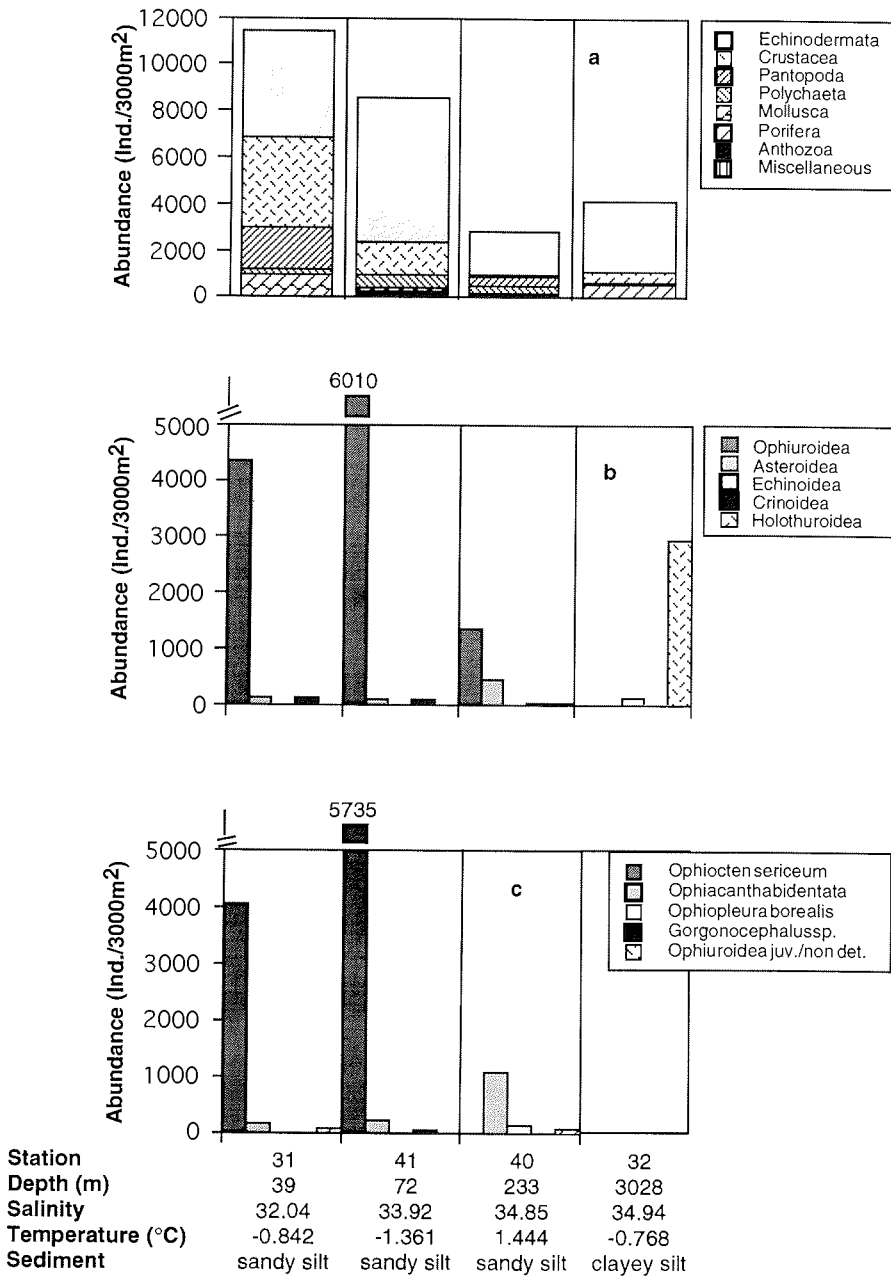 12000
10000
8000
6000
4000
2000
0
Abundance (Ind./3000m2)
a
Echinodermata
Crustacea
Pantopoda
Polychaeta
Mollusca
Porifera
Anthozoa
Miscellaneous
6010
5000
4000
3000
2000
1000
0
Abundance (Ind./3000m2)
b
Ophiuroidea
Asteroidea
Echinoidea
Crinoidea
Holothuroidea
5735
5000
4000
3000
2000
1000
0
Abundance (Ind./3000m2)
c
Ophiocten sericeum
Ophiacanthabidentata
Ophiopleura borealis
Gorgonocephalussp.
Ophiuroidea juv./non det.
Station 31 41 40 32
Depth (m) 39 72 233 3028
Salinity 32.04 33.92 34.85 34.94
Temperature (°C) -0.842 -1.361 1.444 -0.768
Sediment sandy silt sandy silt sandy silt clayey silt